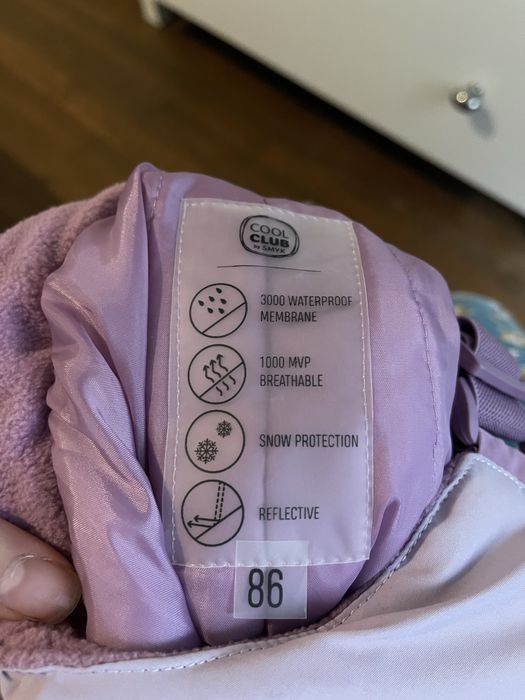 COOL
CLUB
by SMYK
3000 WATERPROOF
MEMBRANE
1000 MVP
BREATHABLE
SNOW PROTECTION
REFLECTIVE
86